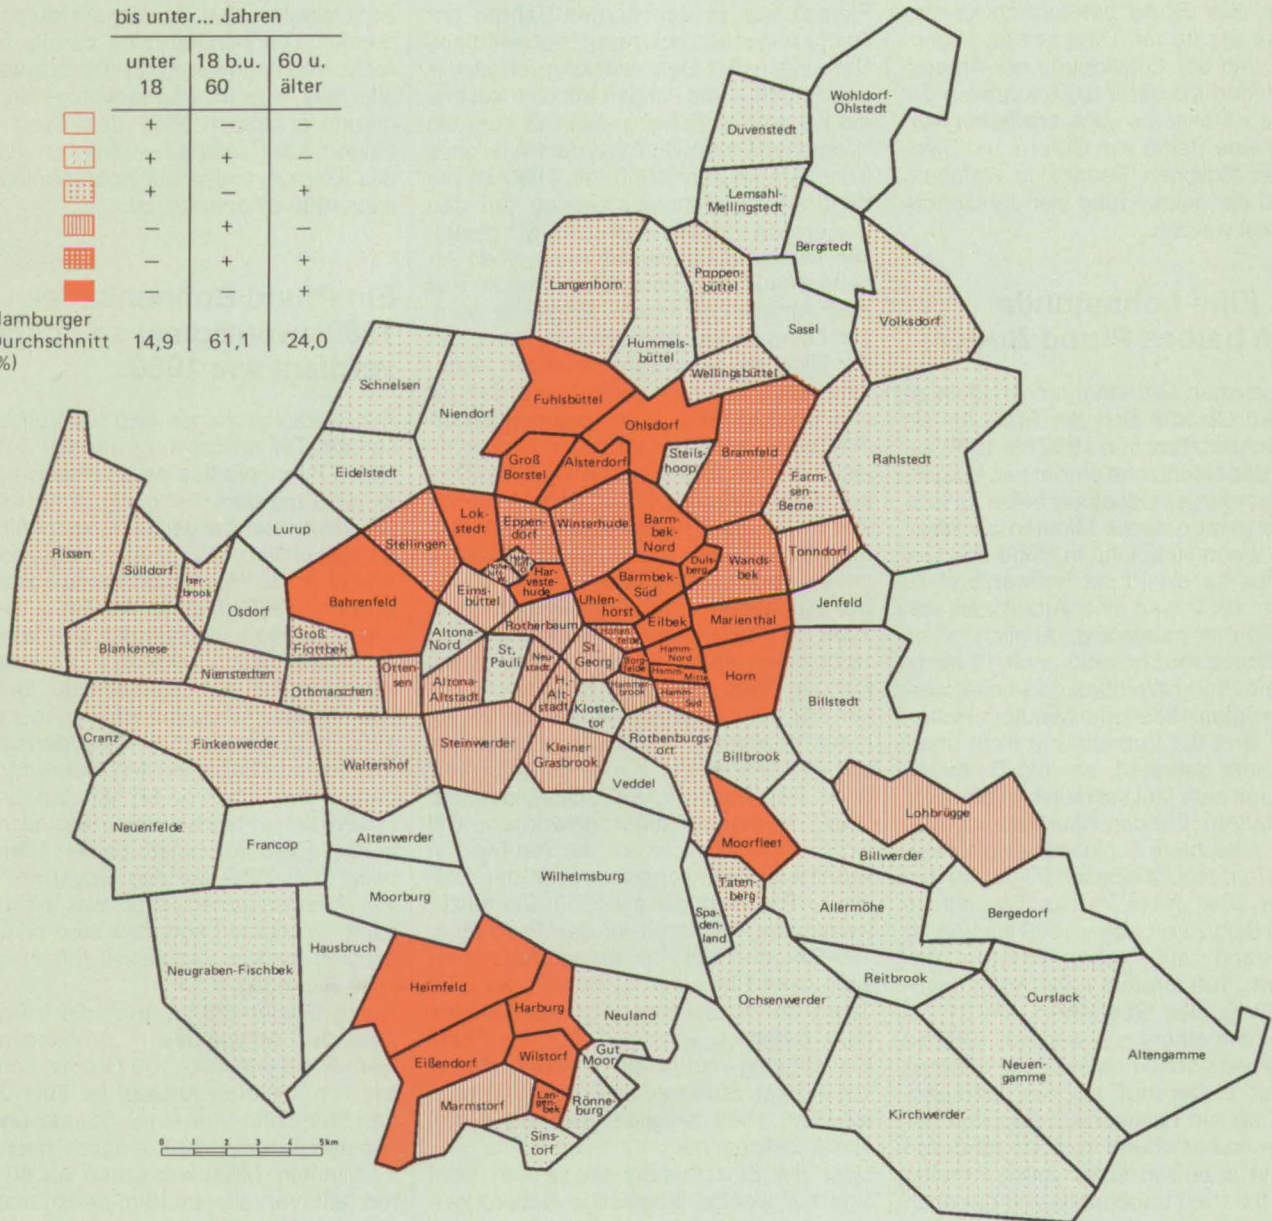 bis unter... Jahren
unter 18 b.u. 60 u.
18 60 älter
+ – –
+ + –
+ – +
– + –
– + +
– – +
Hamburger
Durchschnitt 14,9 61,1 24,0
%)
Wohldorf-
Ohlstedt
Duvenstedt
Lemsahl-
Mellingstedt
Bergstedt
Langenhorn
Poppen-
büttel
Sasel
Volksdorf
Hummels-
büttel
Wellingsbüttel
Schnelsen
Niendorf
Fuhlsbüttel
Ohlsdorf
Eidelstedt
Groß
Borstel
Alsterdorf
Steils-
hoop
Bramfeld
Farm-
sen-
Berne
Rahlstedt
Lurup
Stellingen
Lok-
stedt
Eppen-
dorf
Winterhude
Barm-
bek-
Nord
Duls-
berg
Wands-
bek
Tonndorf
Rissen
Sülldorf
brook
Osdorf
Bahrenfeld
Eims-
büttel
Har-
veste-
hude
Barmbek-
Süd
Uhlen-
horst
Eilbek
Marienthal
Jenfeld
Groß
Flottbek
Altona-
Nord
Rotherbaum
St.
Pauli
Neu-
stadt
St.
Georg
Hohen-
felde
Borg-
felde
Hamm-
Nord
Hamm-Mitte
Hamm-
Süd
Horn
Billstedt
Blankenese
Nienstedten
Othmarschen
Otten-
sen
Altona-
Altstadt
H.
Alt-
stadt
Hammer-
brook
Kloster-
tor
Cranz
Finkenwerder
Waltershof
Steinwerder
Kleiner
Grasbrook
Rothenburgs-
ort
Veddel
Billbrook
Neuenfelde
Francop
Altenwerder
Moorburg
Wilhelmsburg
Moorfleet
Lohbrügge
Billwerder
Taten-
berg
Spa-
den-
land
Allermöhe
Bergedorf
Neugraben-Fischbek
Hausbruch
Heimfeld
Harburg
Neuland
Ochsenwerder
Reitbrook
Curslack
Altengamme
Neuen-
gamme
Kirchwerder
Eißendorf
Wilstorf
Gut
Moor
Marmstorf
Lan-
gen-
bek
Rönne-
burg
Sins-
torf
0 1 2 3 4 5km